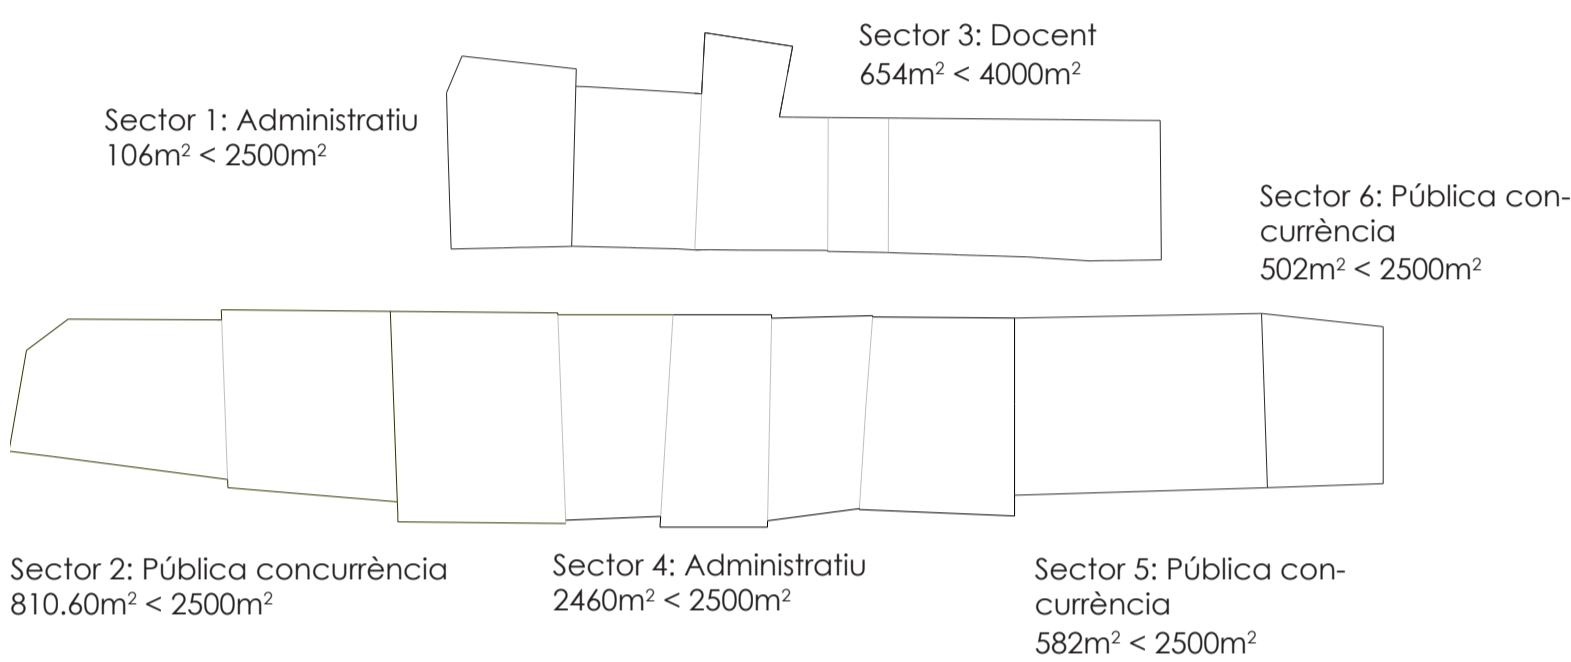 Sector 3: Docent
654m² < 4000m²
Sector 1: Administratiu
106m² < 2500m²
Sector 6: Pública con-
currència
502m² < 2500m²
Sector 2: Pública concurrència
810.60m² < 2500m²
Sector 4: Administratiu
2460m² < 2500m²
Sector 5: Pública con-
currència
582m² < 2500m²